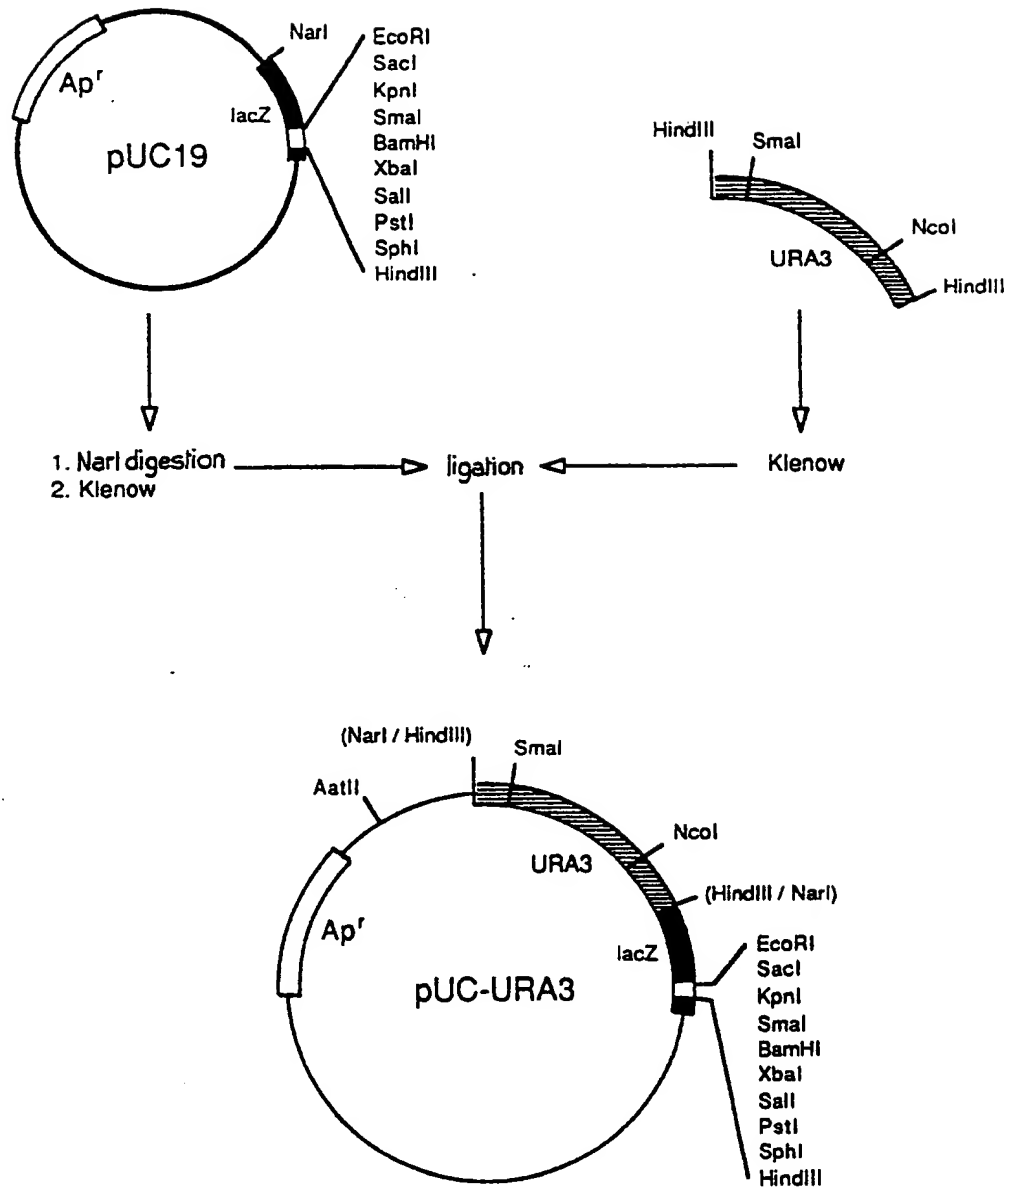 NarI
EcoRI
SacI
KpnI
SmaI
BamHI
XbaI
SalI
PstI
SphI
HindIII
Apʳ
lacZ
pUC19
HindIII
SmaI
NcoI
URA3
HindIII
1. NarI digestion
2. Klenow
ligation
Klenow
(NarI / HindIII)
SmaI
AatII
NcoI
URA3
(HindIII / NarI)
Apʳ
lacZ
pUC-URA3
EcoRI
SacI
KpnI
SmaI
BamHI
XbaI
SalI
PstI
SphI
HindIII